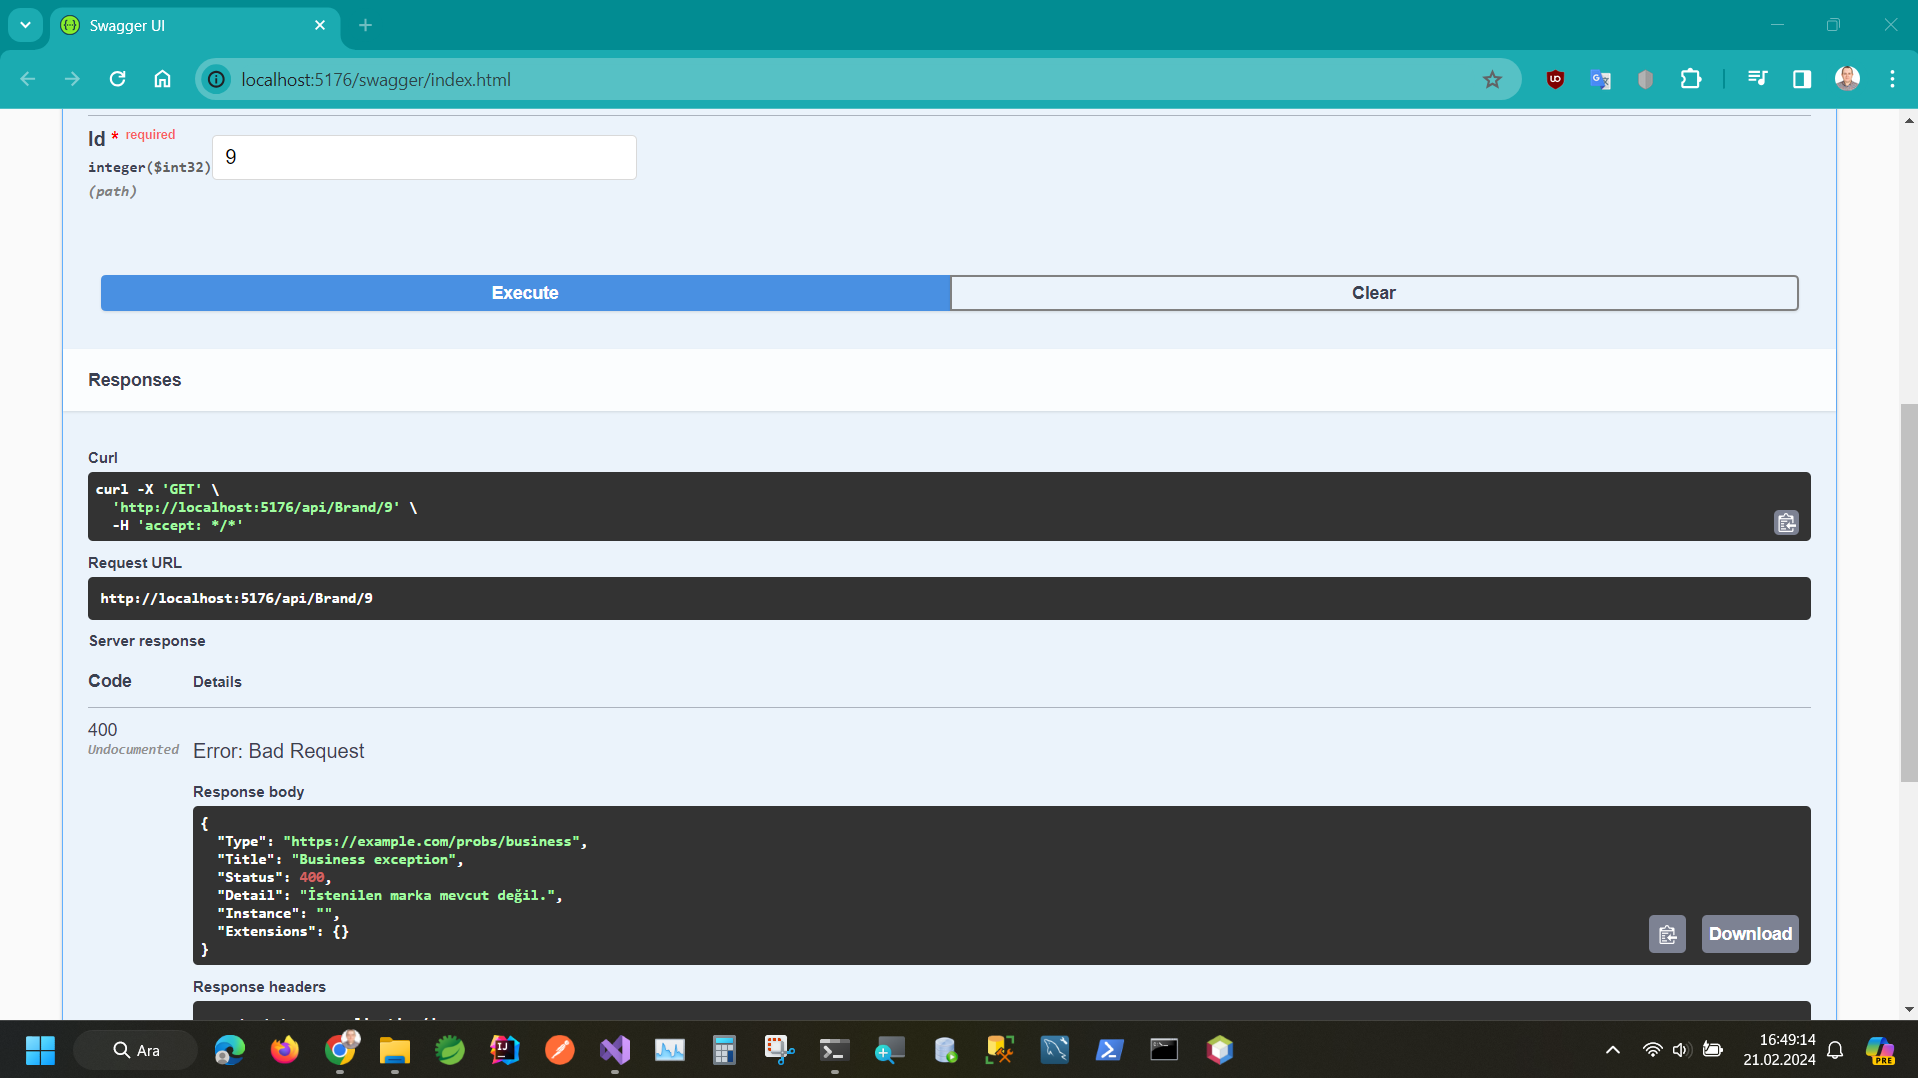 Swagger UI
localhost:5176/swagger/index.html
Id * required
9
integer($int32)
(path)
Execute
Clear
Responses
Curl
curl -X 'GET' \
'http://localhost:5176/api/Brand/9' \
-H 'accept: */*'
Request URL
http://localhost:5176/api/Brand/9
Server response
Code
Details
400
Undocumented
Error: Bad Request
Response body
{
"Type": "https://example.com/probs/business",
"Title": "Business exception",
"Status": 400,
"Detail": "İstenilen marka mevcut değil.",
"Instance": "",
"Extensions": {}
}
Download
Response headers
Ara
16:49:14
21.02.2024
PRE